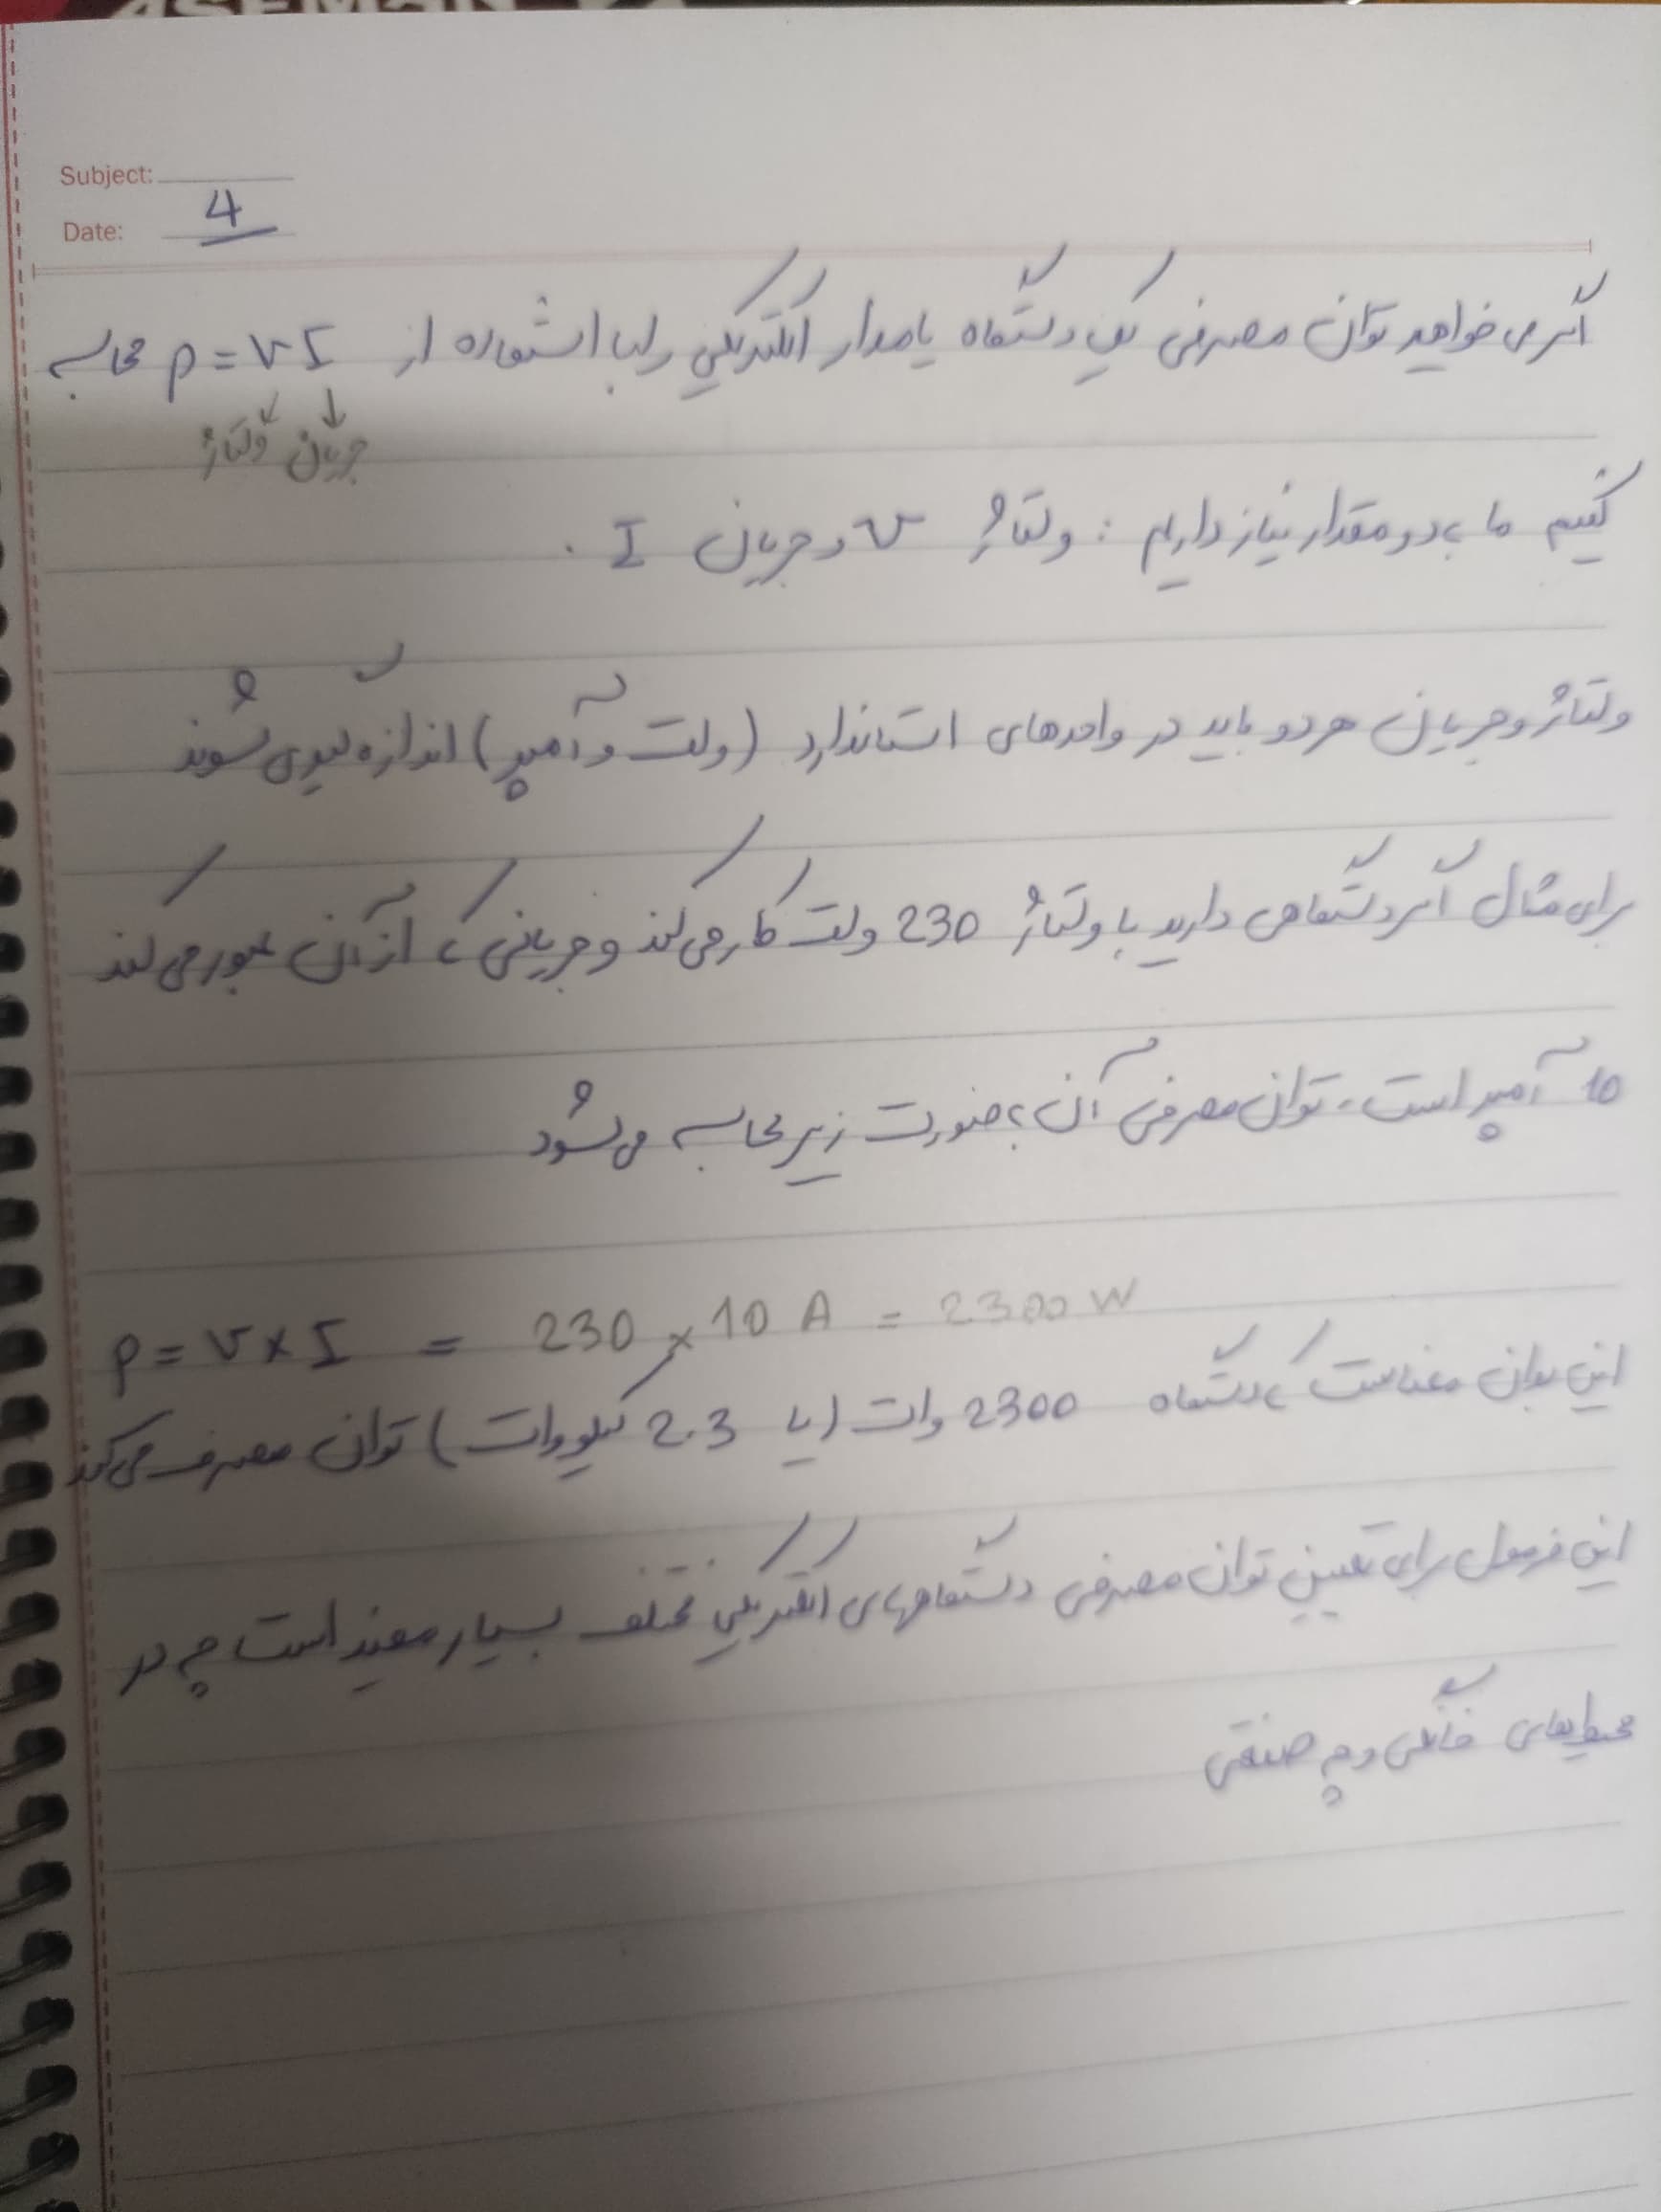 Subject:
Date: 4
اگر می خواهد توان مصرفی یک دستگاه یا مدار الکتریکی را با استفاده از P = VI محاسبه
جریان ولتاژ
کنیم ما به دو مقدار نیاز داریم : ولتاژ V و جریان I .
ولتاژ و جریان هر دو باید در واحدهای استاندارد (ولت و آمپر) اندازه گیری شوند
برای مثال اگر دستگاهی دارید با ولتاژ 230 ولت کار می کند و جریانی که از آن عبور می کند
10 آمپر است، توان مصرفی آن به صورت زیر محاسبه می شود
P = V × I = 230 × 10 A = 2300 W
این بدان معناست که دستگاه 2300 وات (یا 2.3 کیلووات) توان مصرف می کند
این فرمول برای تعیین توان مصرفی دستگاههای الکتریکی مختلف بسیار مفید است چه در
محیطهای خانگی و چه صنعتی